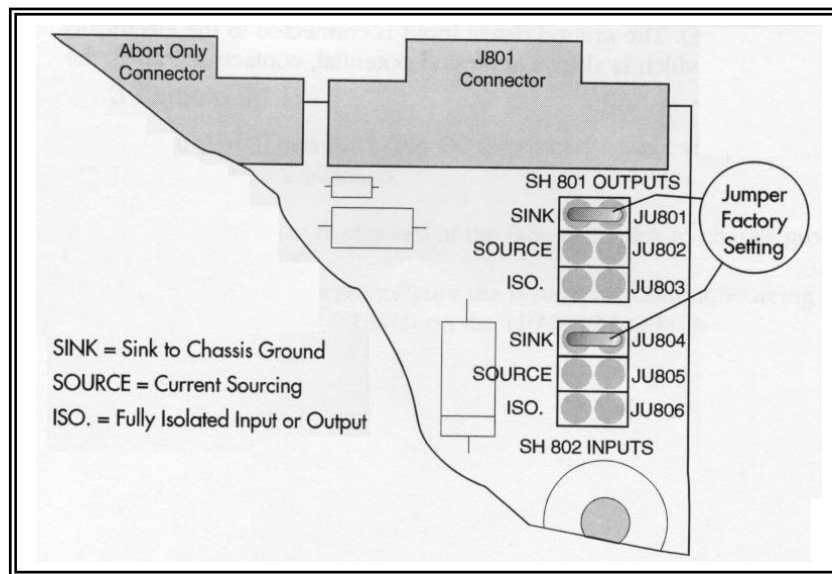 Abort Only
Connector
J801
Connector
SH 801 OUTPUTS
SINK JU801
SOURCE JU802
ISO. JU803
Jumper
Factory
Setting
SINK JU804
SOURCE JU805
ISO. JU806
SH 802 INPUTS
SINK = Sink to Chassis Ground
SOURCE = Current Sourcing
ISO. = Fully Isolated Input or Output